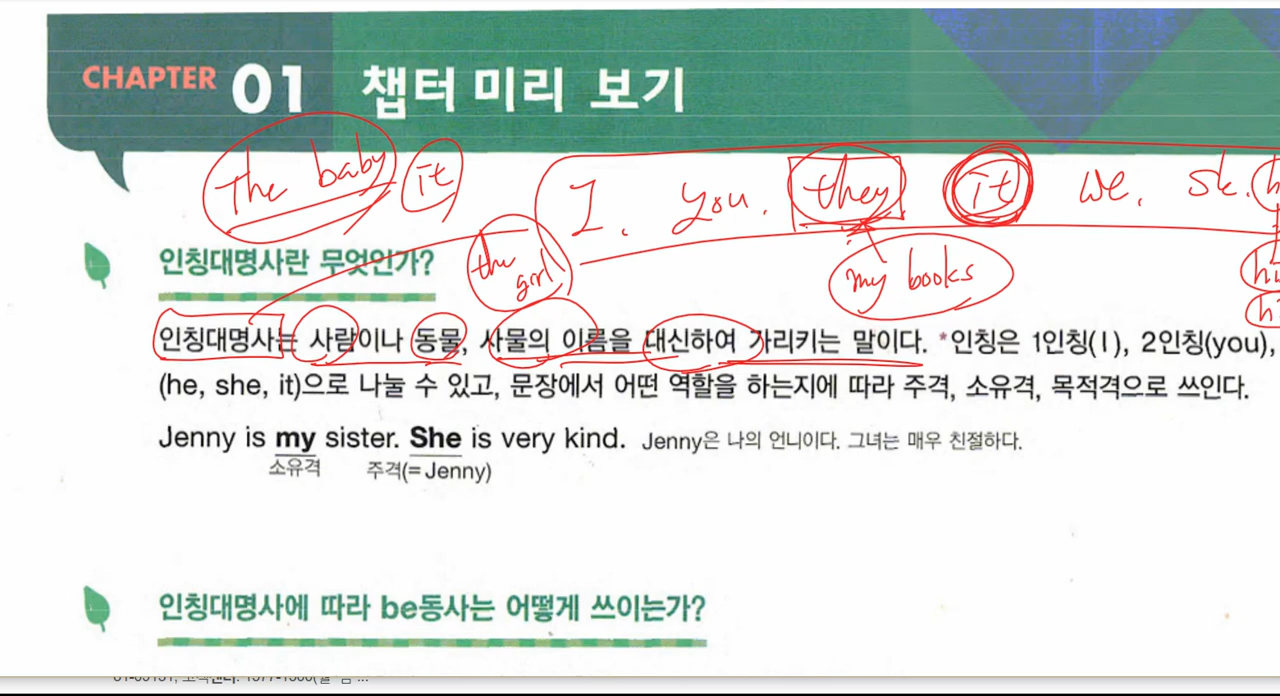 CHAPTER 01 챕터 미리 보기
The baby it I. you. they it we.
the girl my books
인칭대명사란 무엇인가?
인칭대명사는 사람이나 동물, 사물의 이름을 대신하여 가리키는 말이다. *인칭은 1인칭(I), 2인칭(you),
(he, she, it)으로 나눌 수 있고, 문장에서 어떤 역할을 하는지에 따라 주격, 소유격, 목적격으로 쓰인다.
Jenny is my sister. She is very kind. Jenny은 나의 언니이다. 그녀는 매우 친절하다.
소유격 주격(= Jenny)
인칭대명사에 따라 be동사는 어떻게 쓰이는가?